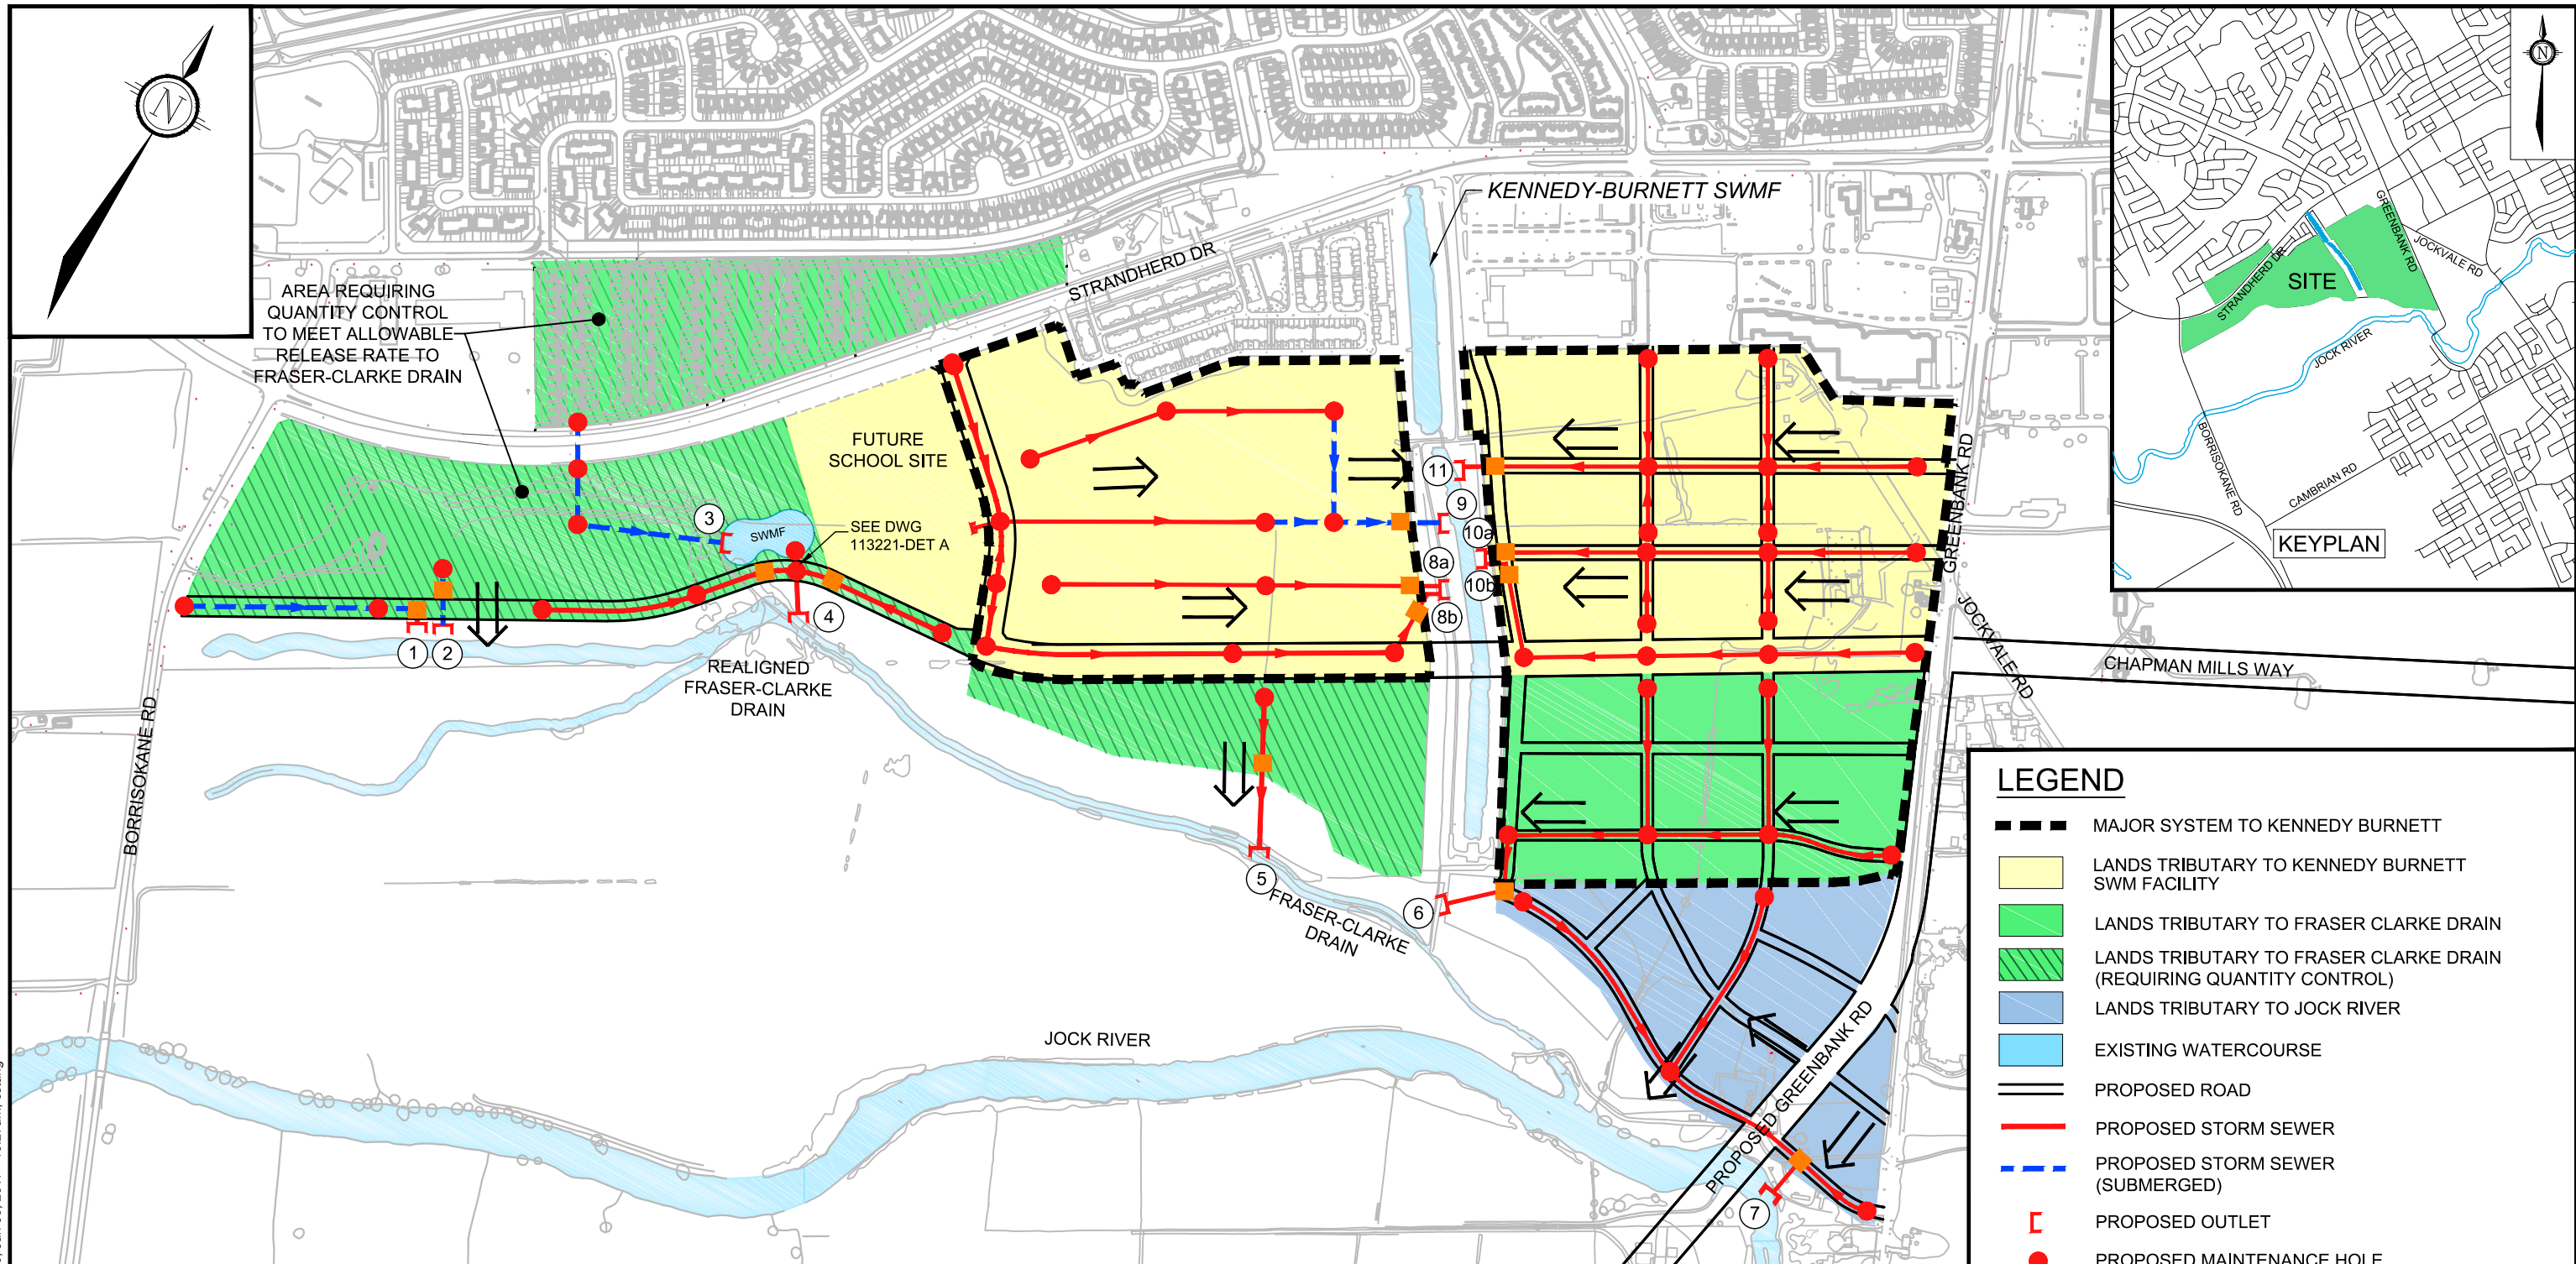 N
KENNEDY-BURNETT SWMF
STRANDHERD DR
AREA REQUIRING
QUANTITY CONTROL
TO MEET ALLOWABLE
RELEASE RATE TO
FRASER-CLARKE DRAIN
FUTURE
SCHOOL SITE
SEE DWG
113221-DET A
SWMF
3
11
9
10a
8a
10b
8b
4
1
2
REALIGNED
FRASER-CLARKE
DRAIN
BORRISOKANE RD
GREENBANK RD
JOCKVALE RD
CHAPMAN MILLS WAY
5
FRASER-CLARKE
DRAIN
6
JOCK RIVER
PROPOSED GREENBANK RD
7
N
GREENBANK RD
JOCKVALE RD
STRANDHERD DR
SITE
JOCK RIVER
BORRISOKANE RD
CAMBRIAN RD
KEYPLAN
LEGEND
MAJOR SYSTEM TO KENNEDY BURNETT
LANDS TRIBUTARY TO KENNEDY BURNETT
SWM FACILITY
LANDS TRIBUTARY TO FRASER CLARKE DRAIN
LANDS TRIBUTARY TO FRASER CLARKE DRAIN
(REQUIRING QUANTITY CONTROL)
LANDS TRIBUTARY TO JOCK RIVER
EXISTING WATERCOURSE
PROPOSED ROAD
PROPOSED STORM SEWER
PROPOSED STORM SEWER
(SUBMERGED)
PROPOSED OUTLET
PROPOSED MAINTENANCE HOLE